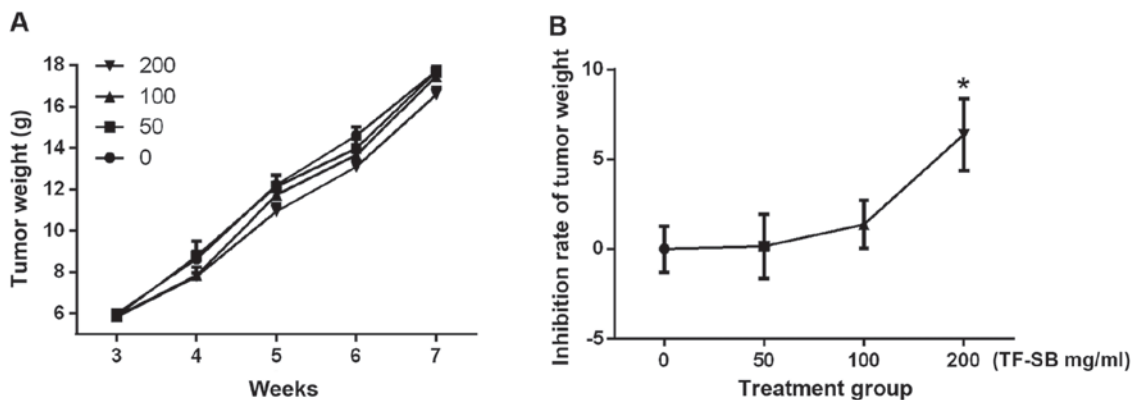 A
Tumor weight (g)
18
16
14
12
10
8
6
200
100
50
0
3 4 5 6 7
Weeks
B
Inhibition rate of tumor weight
10
5
0
-5
*
0 50 100 200 (TF-SB mg/ml)
Treatment group